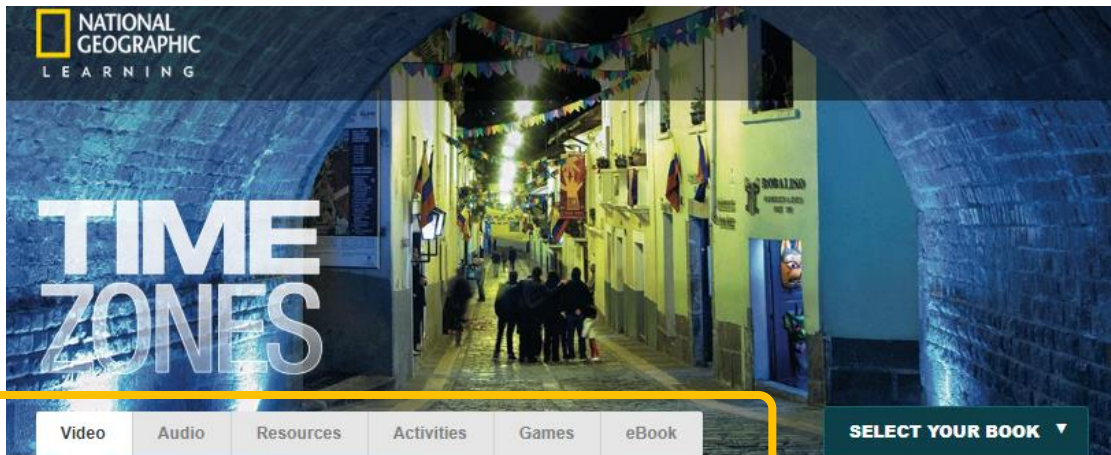 NATIONAL
GEOGRAPHIC
LEARNING
ROBALINO
TIME
ZONES
Video Audio Resources Activities Games eBook
SELECT YOUR BOOK ▼